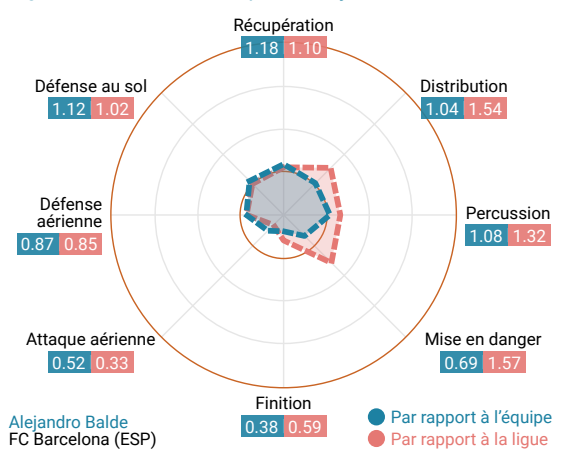 Récupération
1.18 1.10
Défense au sol
1.12 1.02
Distribution
1.04 1.54
Défense
aérienne
0.87 0.85
Percussion
1.08 1.32
Attaque aérienne
0.52 0.33
Mise en danger
0.69 1.57
Finition
0.38 0.59
Alejandro Balde
FC Barcelona (ESP)
Par rapport à l'équipe
Par rapport à la ligue